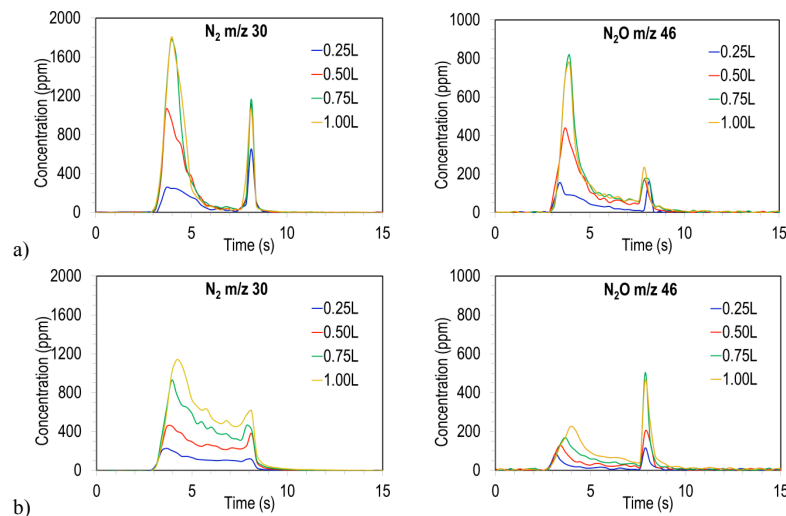 N₂ m/z 30
Concentration (ppm)
2000
1600
1200
800
400
0
0 5 10 15
Time (s)
0.25L
0.50L
0.75L
1.00L
N₂O m/z 46
Concentration (ppm)
1000
800
600
400
200
0
0 5 10 15
Time (s)
0.25L
0.50L
0.75L
1.00L
a)
N₂ m/z 30
Concentration (ppm)
2000
1600
1200
800
400
0
0 5 10 15
Time (s)
0.25L
0.50L
0.75L
1.00L
N₂O m/z 46
Concentration (ppm)
1000
800
600
400
200
0
0 5 10 15
Time (s)
0.25L
0.50L
0.75L
1.00L
b)